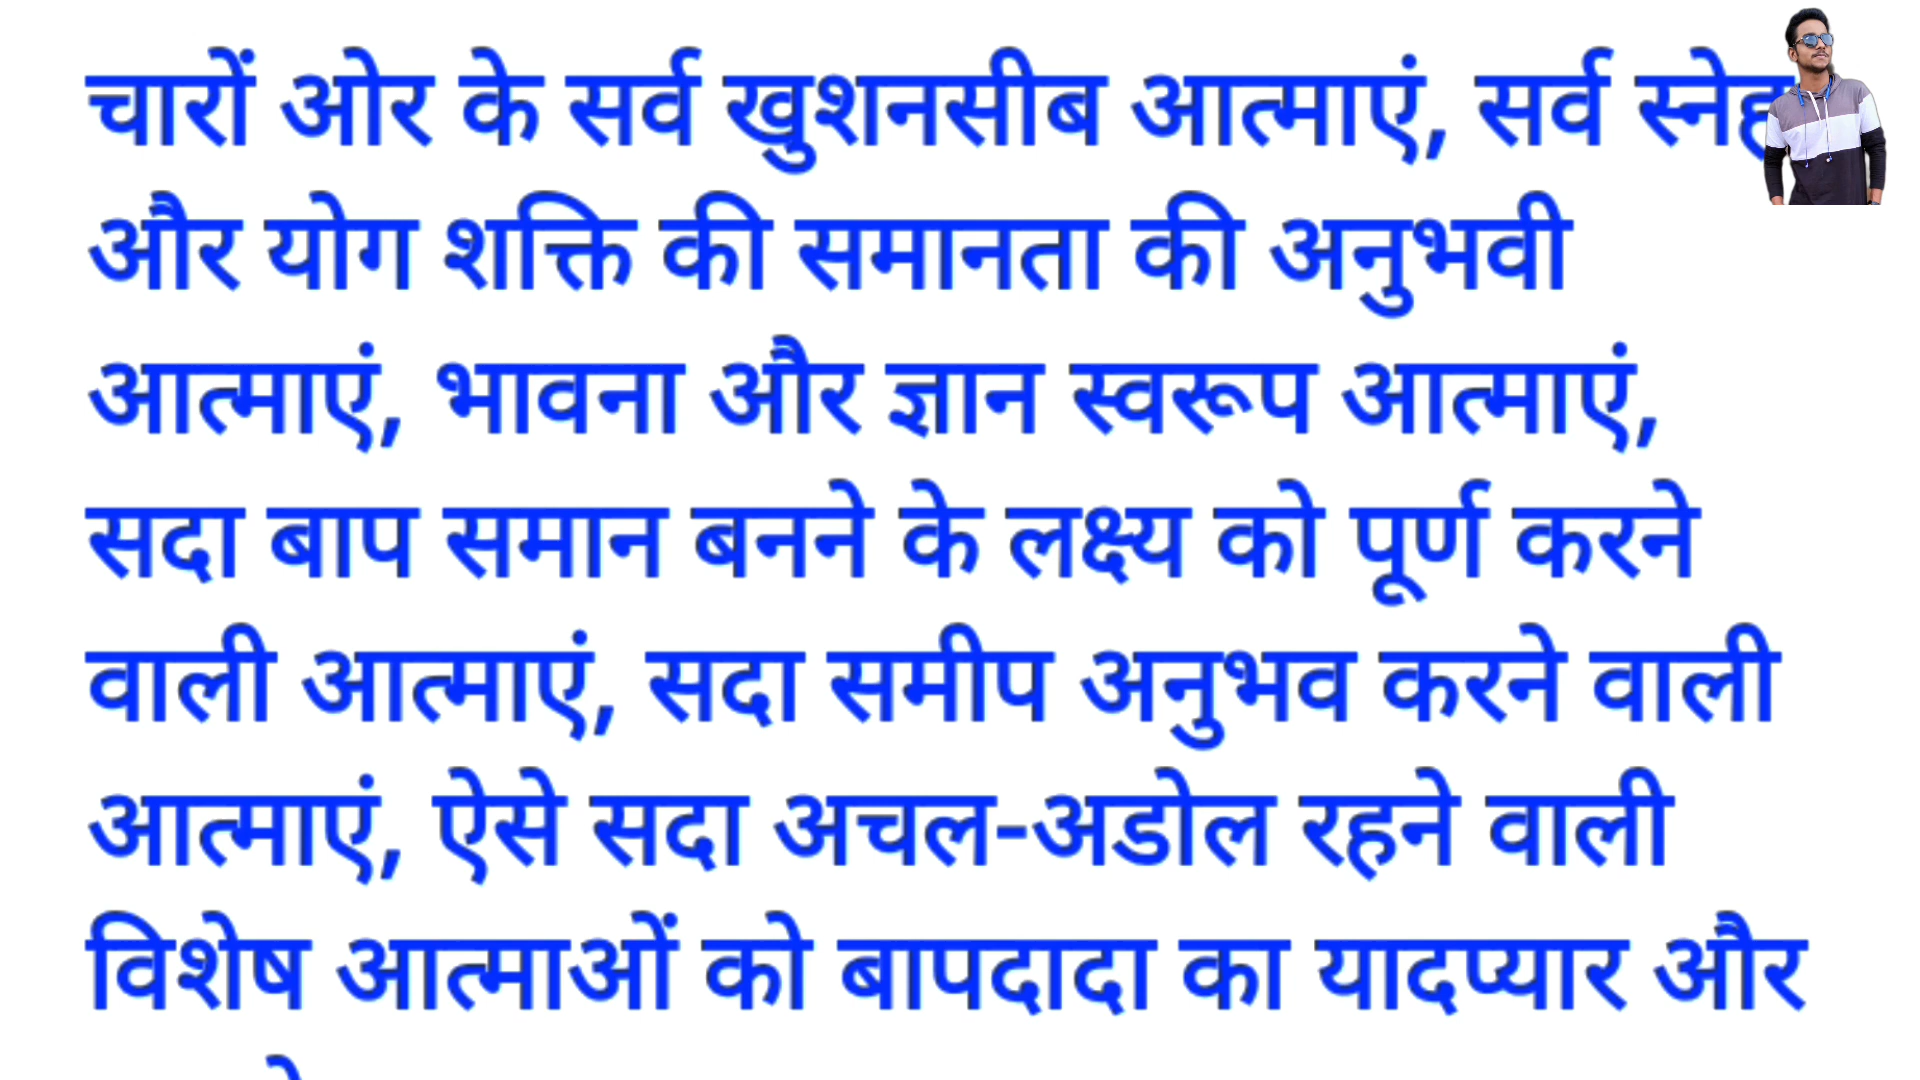 चारों ओर के सर्व खुशनसीब आत्माएं, सर्व स्नेह
और योग शक्ति की समानता की अनुभवी
आत्माएं, भावना और ज्ञान स्वरूप आत्माएं,
सदा बाप समान बनने के लक्ष्य को पूर्ण करने
वाली आत्माएं, सदा समीप अनुभव करने वाली
आत्माएं, ऐसे सदा अचल-अडोल रहने वाली
विशेष आत्माओं को बापदादा का यादप्यार और